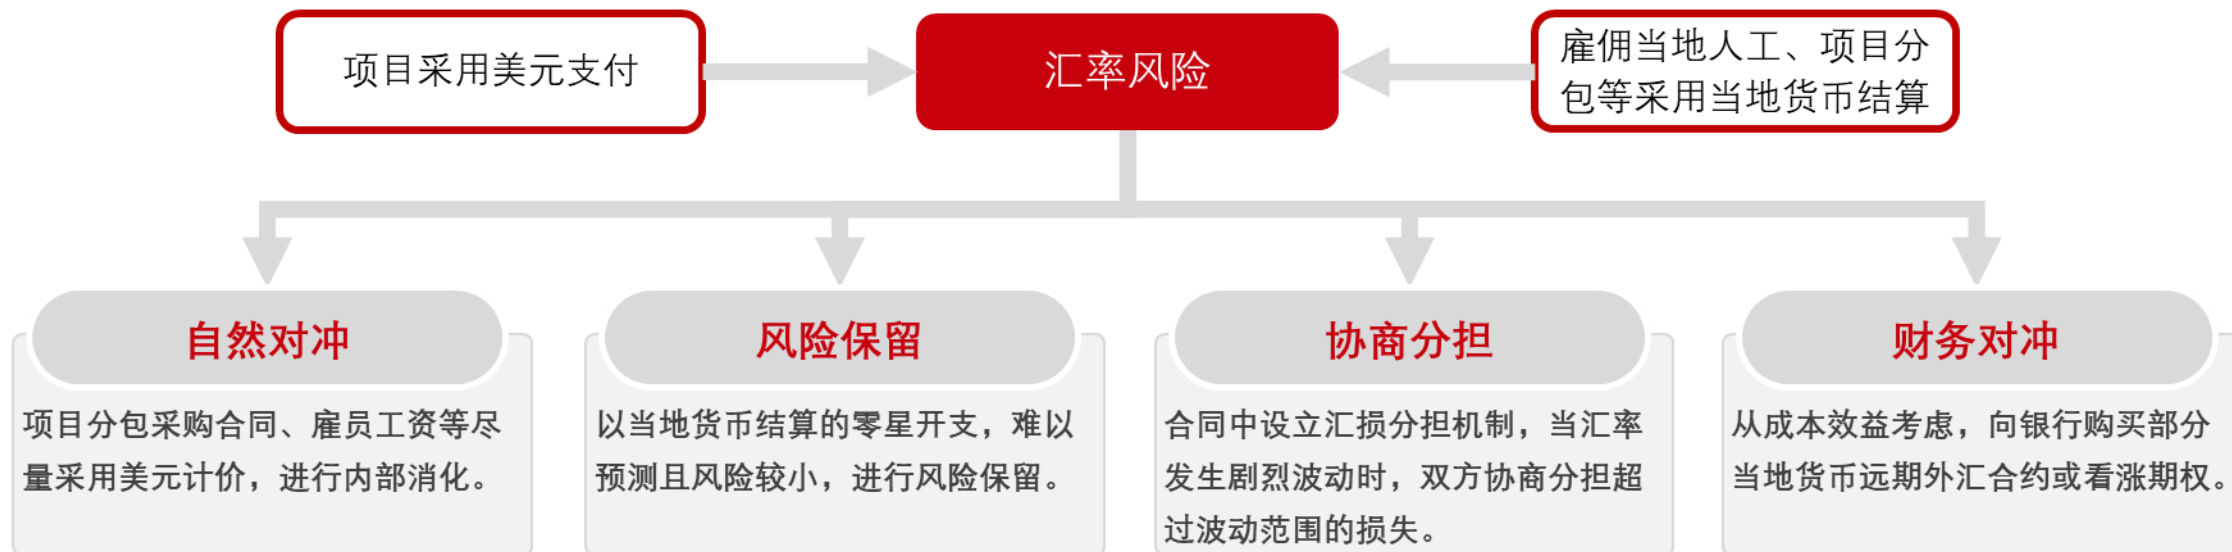 项目采用美元支付
汇率风险
雇佣当地人工、项目分
包等采用当地货币结算
自然对冲
项目分包采购合同、雇员工资等尽
量采用美元计价，进行内部消化。
风险保留
以当地货币结算的零星开支，难以
预测且风险较小，进行风险保留。
协商分担
合同中设立汇损分担机制，当汇率
发生剧烈波动时，双方协商分担超
过波动范围的损失。
财务对冲
从成本效益考虑，向银行购买部分
当地货币远期外汇合约或看涨期权。